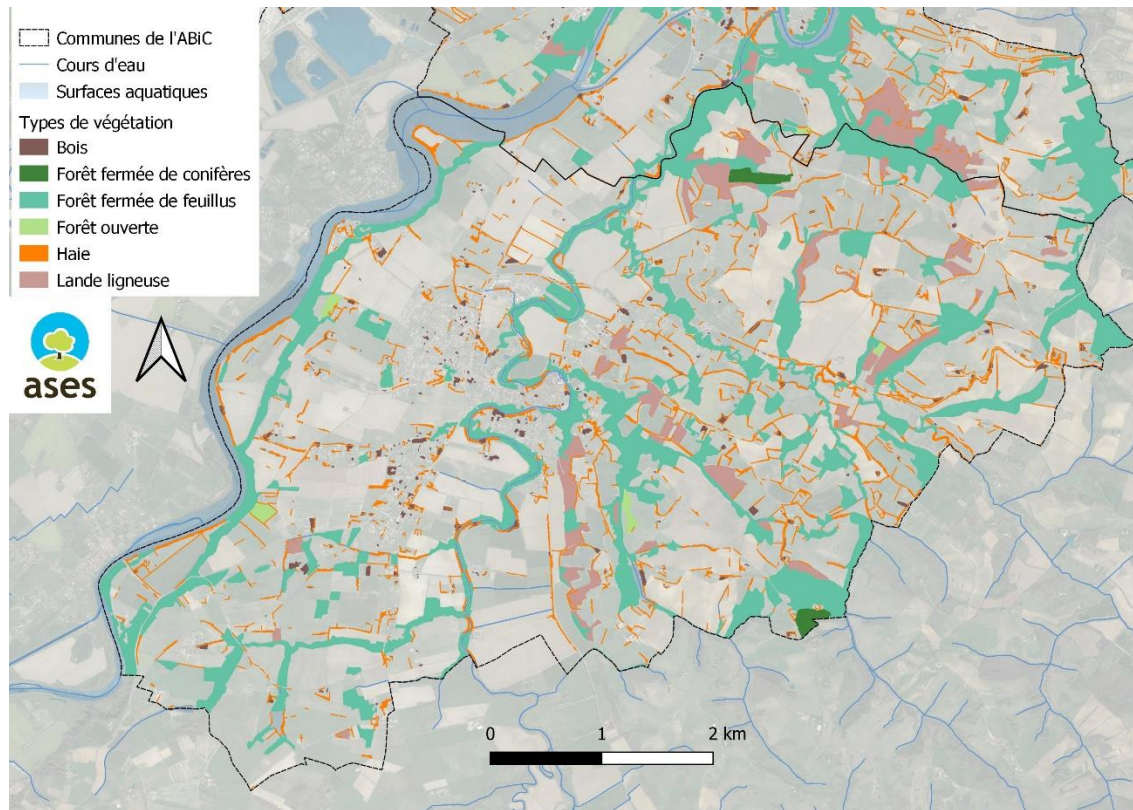 Communes de l'ABiC
Cours d'eau
Surfaces aquatiques
Types de végétation
Bois
Forêt fermée de conifères
Forêt fermée de feuillus
Forêt ouverte
Haie
Lande ligneuse
ases
0 1 2 km